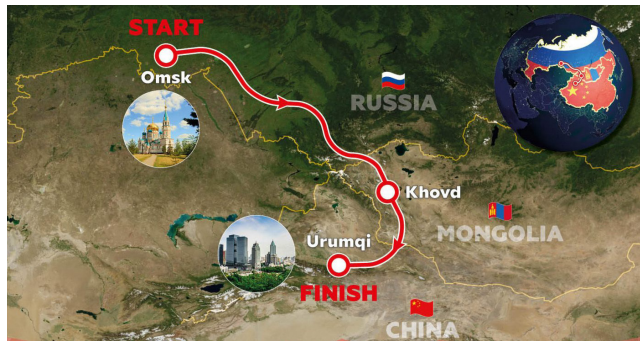 START
Omsk
RUSSIA
Khovd
MONGOLIA
Urumqi
FINISH
CHINA